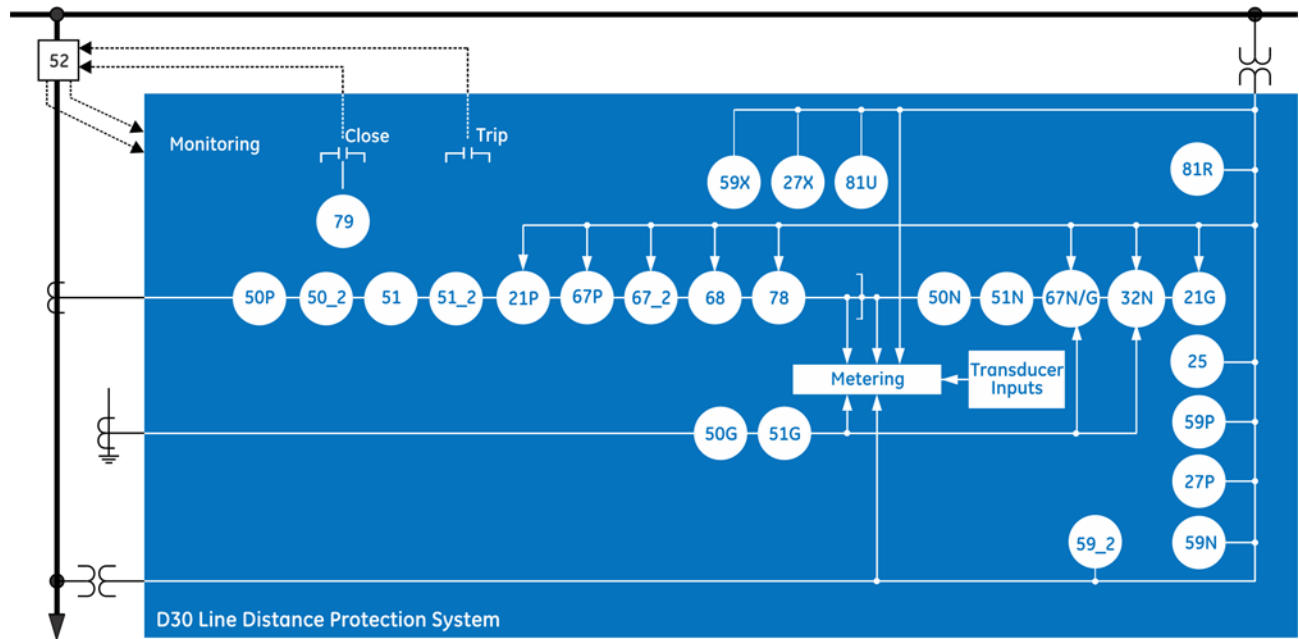 52
Monitoring
Close
Trip
59X
27X
81U
81R
79
50P
50_2
51
51_2
21P
67P
67_2
68
78
50N
51N
67N/G
32N
21G
Metering
Transducer
Inputs
25
50G
51G
59P
27P
59_2
59N
D30 Line Distance Protection System